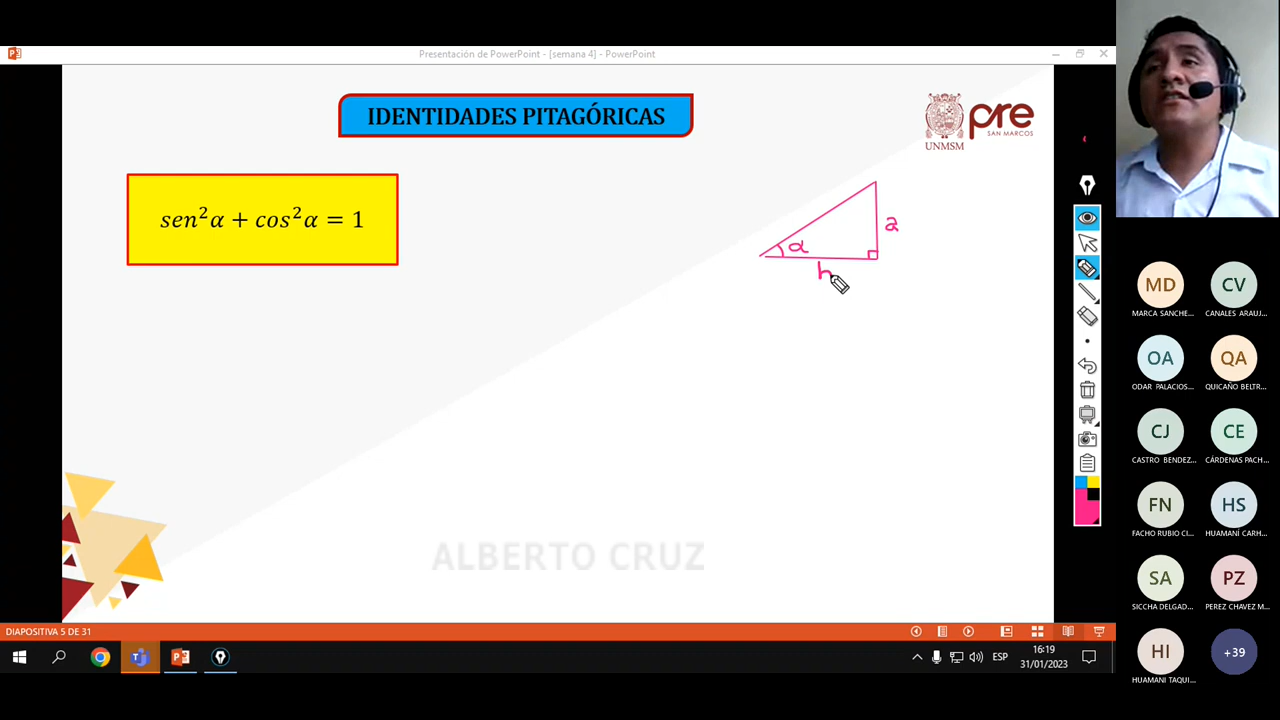 Presentación de PowerPoint - [semana 4] - PowerPoint
IDENTIDADES PITAGÓRICAS
UNMSM
pre
SAN MARCOS
sen²α + cos²α = 1
α
a
ALBERTO CRUZ
DIAPOSITIVA 5 DE 31
ESP
16:19
31/01/2023
MD
MARCA SANCHE...
CV
CANALES ARAUJ...
OA
ODAR PALACIOS...
QA
QUICAÑO BELTR...
CJ
CASTRO BENDEZ...
CE
CÁRDENAS PACH...
FN
FACHO RUBIO CI...
HS
HUAMANÍ CARH...
SA
SICCHA DELGAD...
PZ
PEREZ CHAVEZ M...
HI
HUAMANI TAQUI...
+39